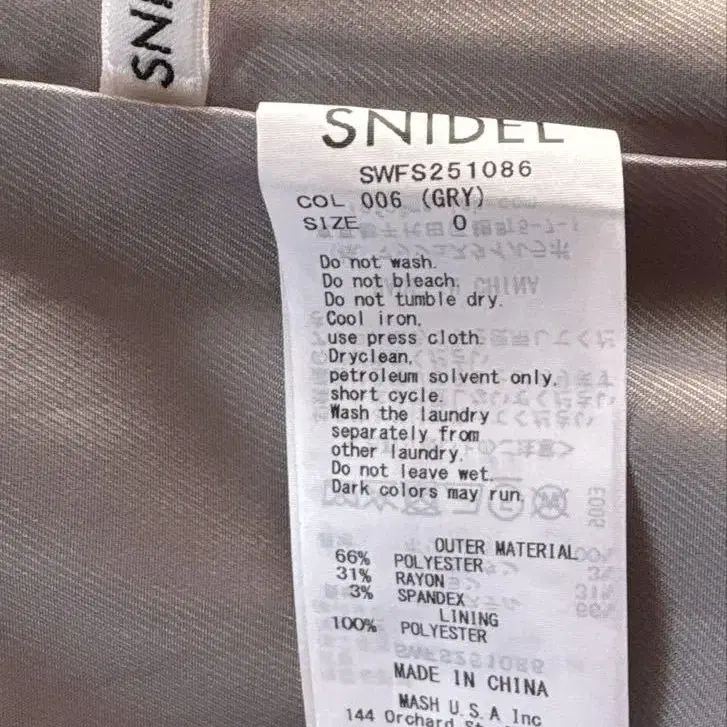 SNI
SNIDEL
SWFS251086
COL 006 (GRY)
SIZE 0
Do not wash.
Do not bleach.
Do not tumble dry.
Cool iron,
use press cloth.
Dryclean,
petroleum solvent only,
short cycle.
Wash the laundry
separately from
other laundry.
Do not leave wet.
Dark colors may run.
OUTER MATERIAL
66% POLYESTER
31% RAYON
3% SPANDEX
LINING
100% POLYESTER
MADE IN CHINA
MASH U.S.A Inc
144 Orchard St